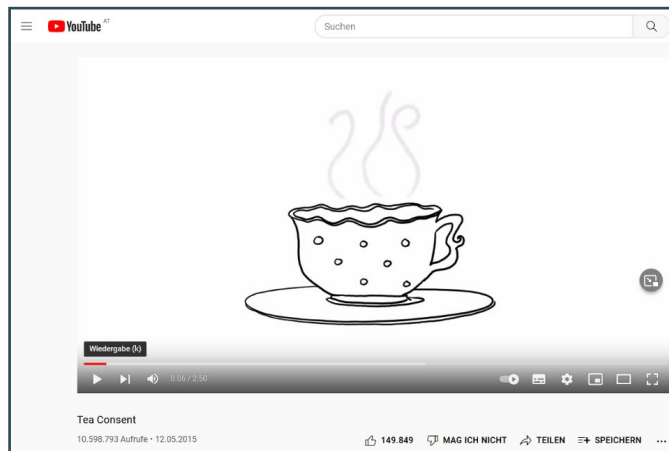 YouTube AT
Suchen
Wiedergabe (k)
0:06 / 2:50
Tea Consent
10.598.793 Aufrufe • 12.05.2015
149.849 MAG ICH NICHT TEILEN SPEICHERN ...